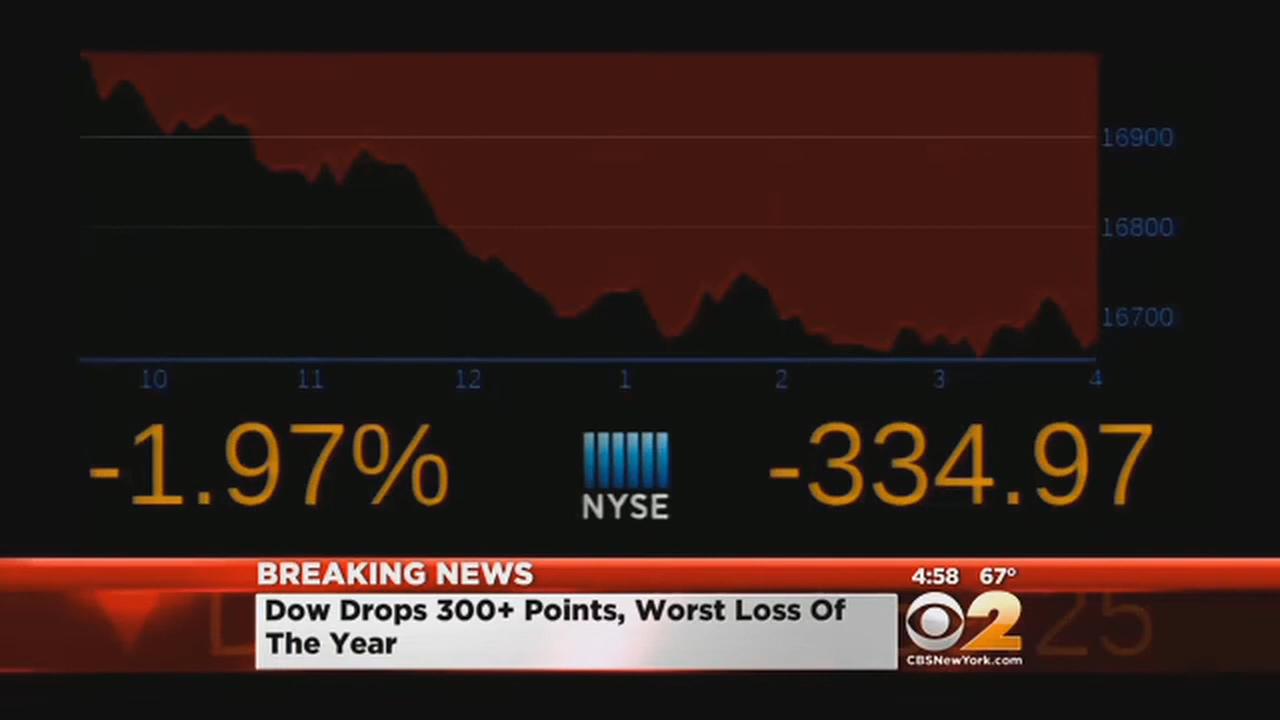 16900
16800
16700
10 11 12 1 2 3 4
-1.97%
NYSE
-334.97
BREAKING NEWS
4:58 67°
Dow Drops 300+ Points, Worst Loss Of
The Year
2
CBSNewYork.com
25